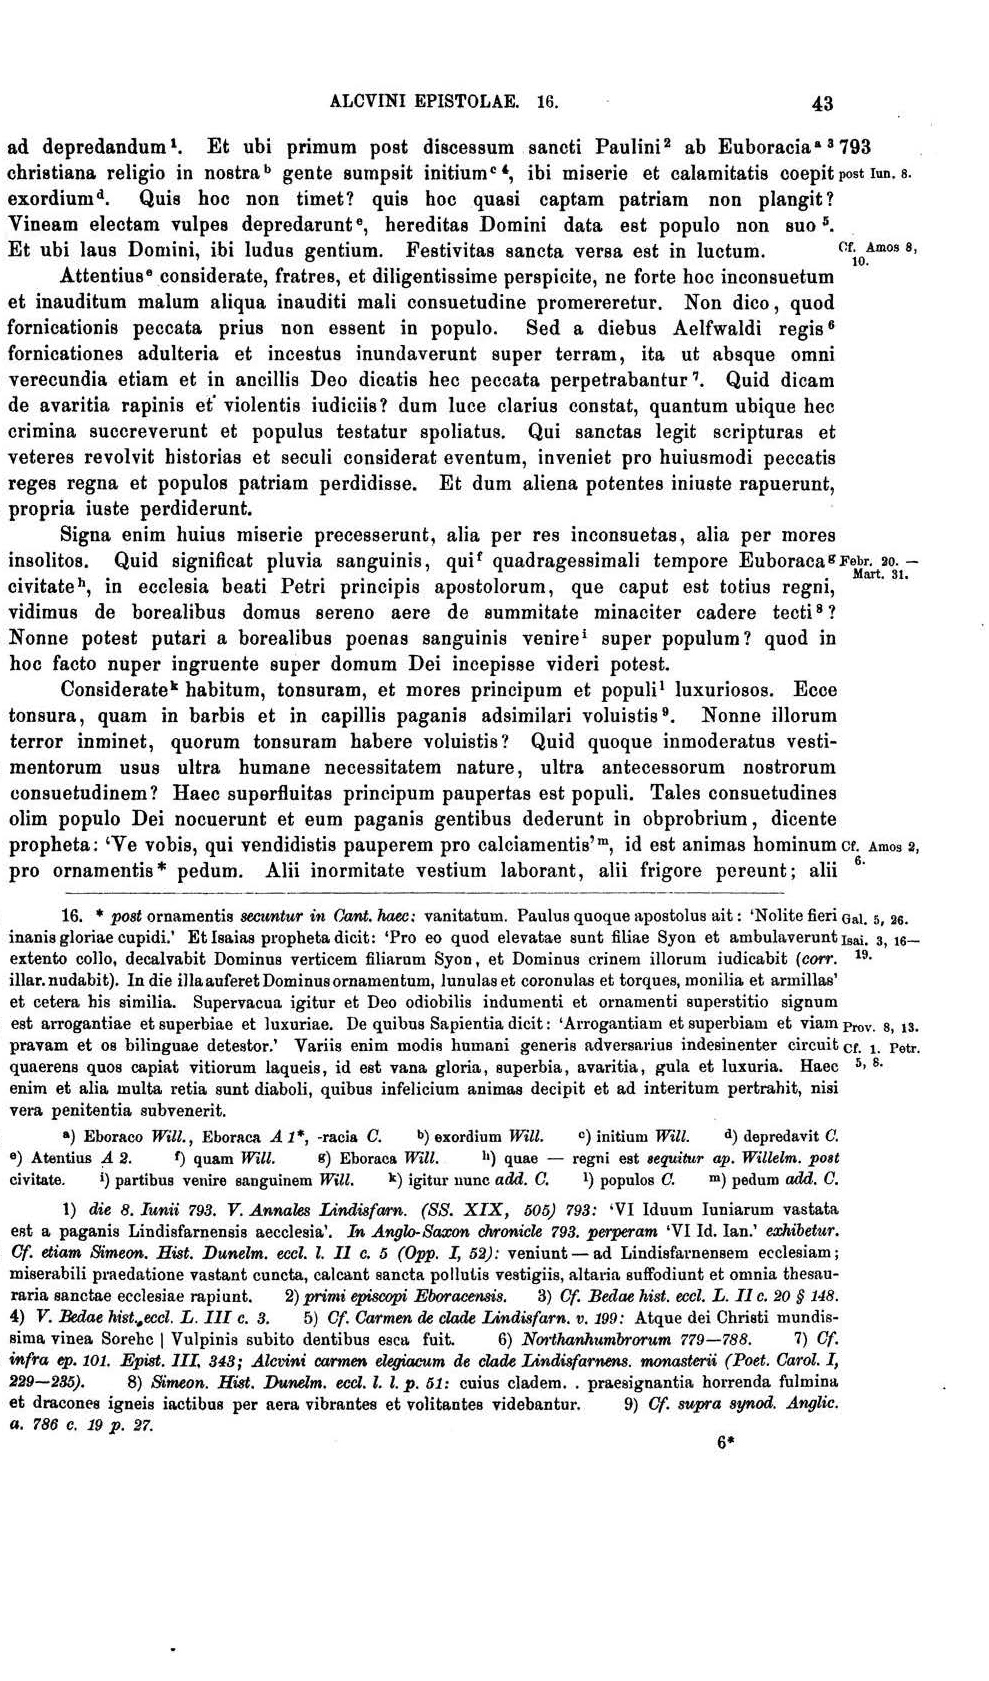 ALCVINI EPISTOLAE. 16. 43
ad depredandum¹. Et ubi primum post discessum sancti Paulini² ab Euboraciaᵃ ³ 793
christiana religio in nostraᵇ gente sumpsit initiumᶜ ⁴, ibi miserie et calamitatis coepit post Iun. 8.
exordiumᵈ. Quis hoc non timet? quis hoc quasi captam patriam non plangit?
Vineam electam vulpes depredaruntᵉ, hereditas Domini data est populo non suo ⁵.
Et ubi laus Domini, ibi ludus gentium. Festivitas sancta versa est in luctum. Cf. Amos 8,
10.
Attentiusᵉ considerate, fratres, et diligentissime perspicite, ne forte hoc inconsuetum
et inauditum malum aliqua inauditi mali consuetudine promereretur. Non dico, quod
fornicationis peccata prius non essent in populo. Sed a diebus Aelfwaldi regis ⁶
fornicationes adulteria et incestus inundaverunt super terram, ita ut absque omni
verecundia etiam et in ancillis Deo dicatis hec peccata perpetrabantur ⁷. Quid dicam
de avaritia rapinis et violentis iudiciis? dum luce clarius constat, quantum ubique hec
crimina succreverunt et populus testatur spoliatus. Qui sanctas legit scripturas et
veteres revolvit historias et seculi considerat eventum, inveniet pro huiusmodi peccatis
reges regna et populos patriam perdidisse. Et dum aliena potentes iniuste rapuerunt,
propria iuste perdiderunt.
Signa enim huius miserie precesserunt, alia per res inconsuetas, alia per mores
insolitos. Quid significat pluvia sanguinis, quiᶠ quadragessimali tempore Euboracaᵍ Febr. 20. —
Mart. 31.
civitateʰ, in ecclesia beati Petri principis apostolorum, que caput est totius regni,
vidimus de borealibus domus sereno aere de summitate minaciter cadere tecti ⁸?
Nonne potest putari a borealibus poenas sanguinis venireⁱ super populum? quod in
hoc facto nuper ingruente super domum Dei incepisse videri potest.
Considerateᵏ habitum, tonsuram, et mores principum et populiˡ luxuriosos. Ecce
tonsura, quam in barbis et in capillis paganis adsimilari voluistis ⁹. Nonne illorum
terror inminet, quorum tonsuram habere voluistis? Quid quoque inmoderatus vesti-
mentorum usus ultra humane necessitatem nature, ultra antecessorum nostrorum
consuetudinem? Haec superfluitas principum paupertas est populi. Tales consuetudines
olim populo Dei nocuerunt et eum paganis gentibus dederunt in obprobrium, dicente
propheta: ‘Ve vobis, qui vendidistis pauperem pro calciamentis’ᵐ, id est animas hominum Cf. Amos 2,
6.
pro ornamentis* pedum. Alii inormitate vestium laborant, alii frigore pereunt; alii
16. * post ornamentis secuntur in Cant. haec: vanitatum. Paulus quoque apostolus ait: ‘Nolite fieri Gal. 5, 26.
inanis gloriae cupidi.’ Et Isaias propheta dicit: ‘Pro eo quod elevatae sunt filiae Syon et ambulaverunt Isai. 3, 16—
extento collo, decalvabit Dominus verticem filiarum Syon, et Dominus crinem illorum iudicabit (corr. 19.
illar. nudabit). In die illa auferet Dominus ornamentum, lunulas et coronulas et torques, monilia et armillas’
et cetera his similia. Supervacua igitur et Deo odiobilis indumenti et ornamenti superstitio signum
est arrogantiae et superbiae et luxuriae. De quibus Sapientia dicit: ‘Arrogantiam et superbiam et viam Prov. 8, 13.
pravam et os bilinguae detestor.’ Variis enim modis humani generis adversarius indesinenter circuit Cf. 1. Petr.
quaerens quos capiat vitiorum laqueis, id est vana gloria, superbia, avaritia, gula et luxuria. Haec 5, 8.
enim et alia multa retia sunt diaboli, quibus infelicium animas decipit et ad interitum pertrahit, nisi
vera penitentia subvenerit.
a) Eboraco Will., Eboraca A 1*, -racia C. b) exordium Will. c) initium Will. d) depredavit C.
e) Atentius A 2. f) quam Will. g) Eboraca Will. h) quae — regni est sequitur ap. Willelm. post
civitate. i) partibus venire sanguinem Will. k) igitur nunc add. C. l) populos C. m) pedum add. C.
1) die 8. Iunii 793. V. Annales Lindisfarn. (SS. XIX, 505) 793: ‘VI Iduum Iuniarum vastata
est a paganis Lindisfarnensis aecclesia’. In Anglo-Saxon chronicle 793. perperam ‘VI Id. Ian.’ exhibetur.
Cf. etiam Simeon. Hist. Dunelm. eccl. l. II c. 5 (Opp. I, 52): veniunt — ad Lindisfarnensem ecclesiam;
miserabili praedatione vastant cuncta, calcant sancta pollutis vestigiis, altaria suffodiunt et omnia thesau-
raria sanctae ecclesiae rapiunt. 2) primi episcopi Eboracensis. 3) Cf. Bedae hist. eccl. L. II c. 20 § 148.
4) V. Bedae hist. eccl. L. III c. 3. 5) Cf. Carmen de clade Lindisfarn. v. 199: Atque dei Christi mundis-
sima vinea Sorehc | Vulpinis subito dentibus esca fuit. 6) Northanhumbrorum 779—788. 7) Cf.
infra ep. 101. Epist. III, 343; Alcvini carmen elegiacum de clade Lindisfarnens. monasterii (Poet. Carol. I,
229—235). 8) Simeon. Hist. Dunelm. eccl. l. l. p. 51: cuius cladem. . praesignantia horrenda fulmina
et dracones igneis iactibus per aera vibrantes et volitantes videbantur. 9) Cf. supra synod. Anglic.
a. 786 c. 19 p. 27.
6*